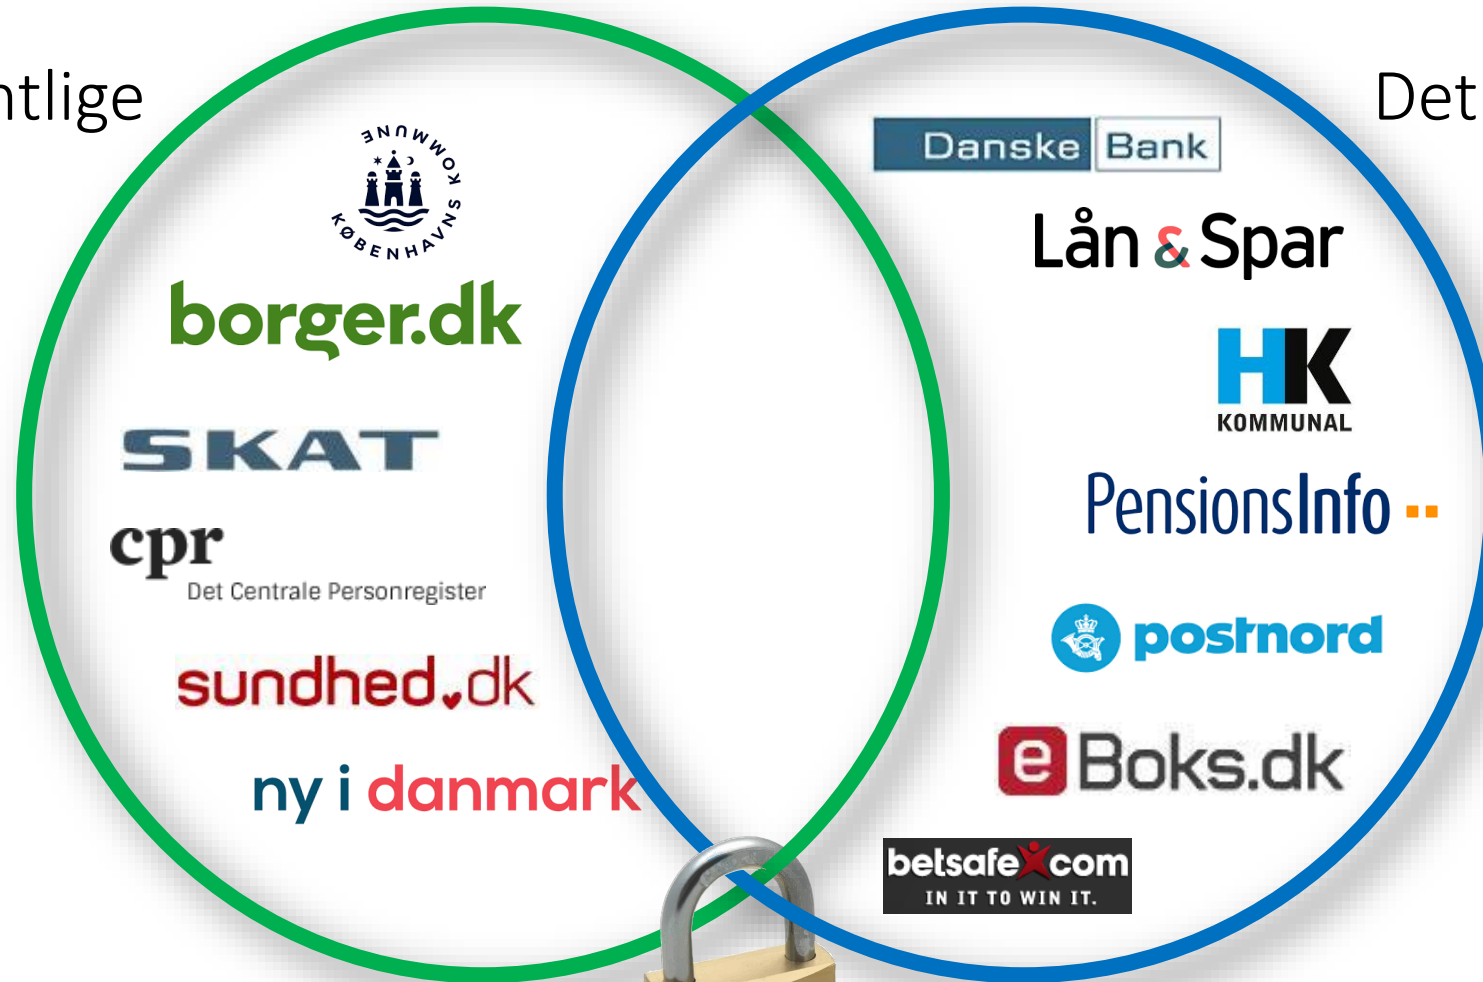 ntlige
Det
KØBENHAVNS KOMMUNE
borger.dk
SKAT
cpr
Det Centrale Personregister
sundhed.dk
ny i danmark
Danske Bank
Lån & Spar
HK
KOMMUNAL
PensionsInfo
postnord
e Boks.dk
betsafe.com
IN IT TO WIN IT.